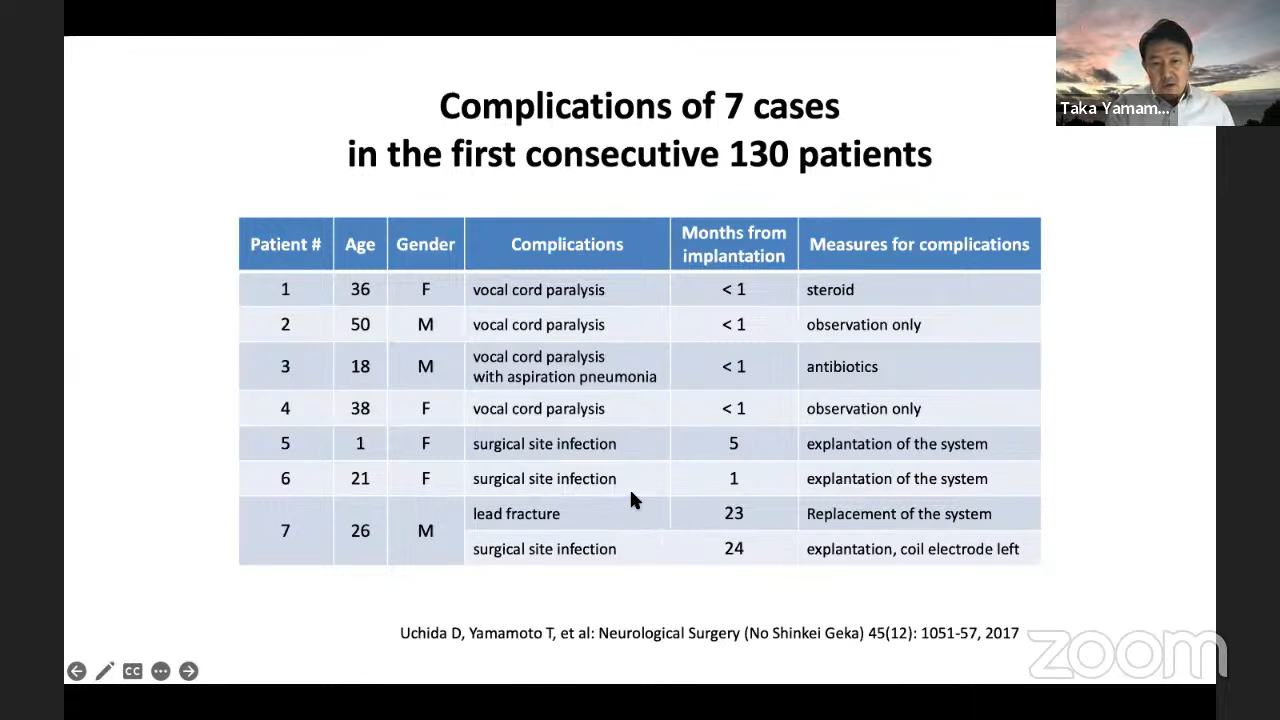 Complications of 7 cases
in the first consecutive 130 patients
Taka Yamam...
Patient # Age Gender Complications Months from implantation Measures for complications
1 36 F vocal cord paralysis < 1 steroid
2 50 M vocal cord paralysis < 1 observation only
3 18 M vocal cord paralysis with aspiration pneumonia < 1 antibiotics
4 38 F vocal cord paralysis < 1 observation only
5 1 F surgical site infection 5 explantation of the system
6 21 F surgical site infection 1 explantation of the system
7 26 M lead fracture 23 Replacement of the system
surgical site infection 24 explantation, coil electrode left
Uchida D, Yamamoto T, et al: Neurological Surgery (No Shinkei Geka) 45(12): 1051-57, 2017
zoom
CC